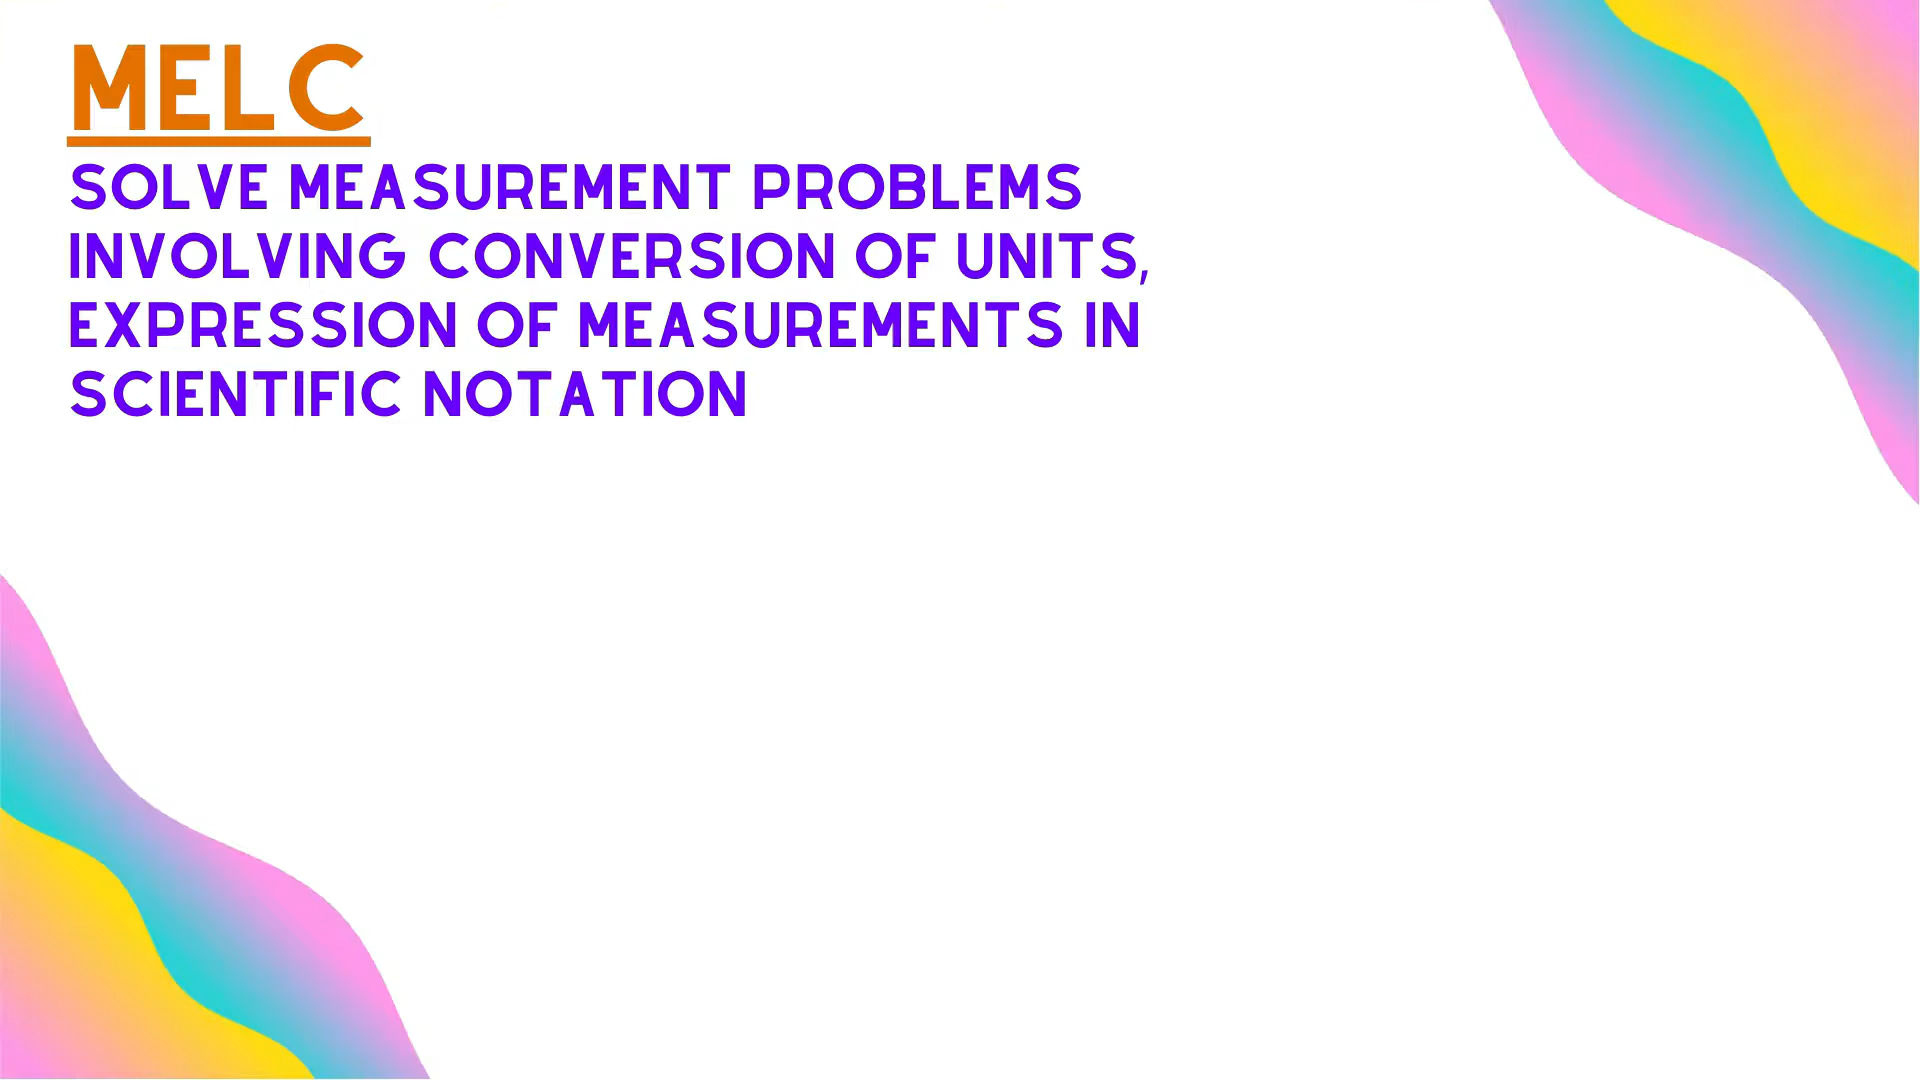 MELC
SOLVE MEASUREMENT PROBLEMS
INVOLVING CONVERSION OF UNITS,
EXPRESSION OF MEASUREMENTS IN
SCIENTIFIC NOTATION